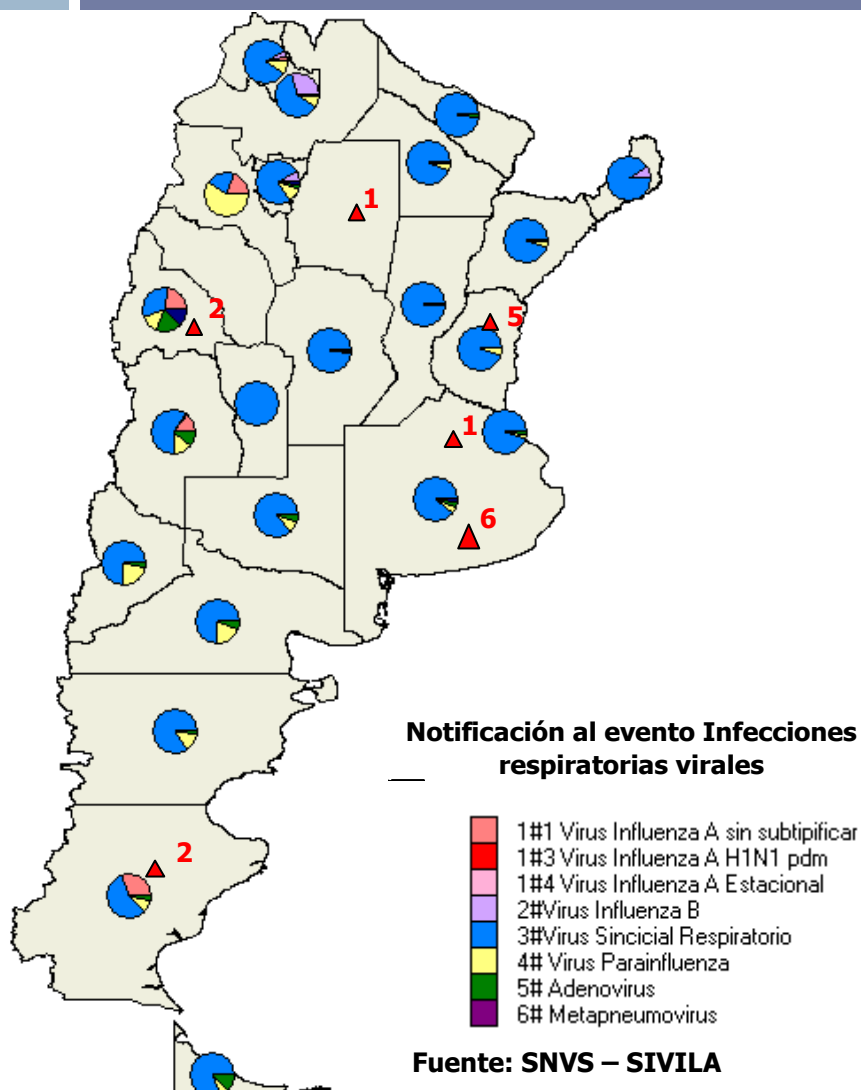 1
2
5
1
6
Notificación al evento Infecciones
respiratorias virales
1#1 Virus Influenza A sin subtipificar
1#3 Virus Influenza A H1N1 pdm
1#4 Virus Influenza A Estacional
2#Virus Influenza B
3#Virus Sincicial Respiratorio
4# Virus Parainfluenza
5# Adenovirus
6# Metapneumovirus
2
Fuente: SNVS – SIVILA